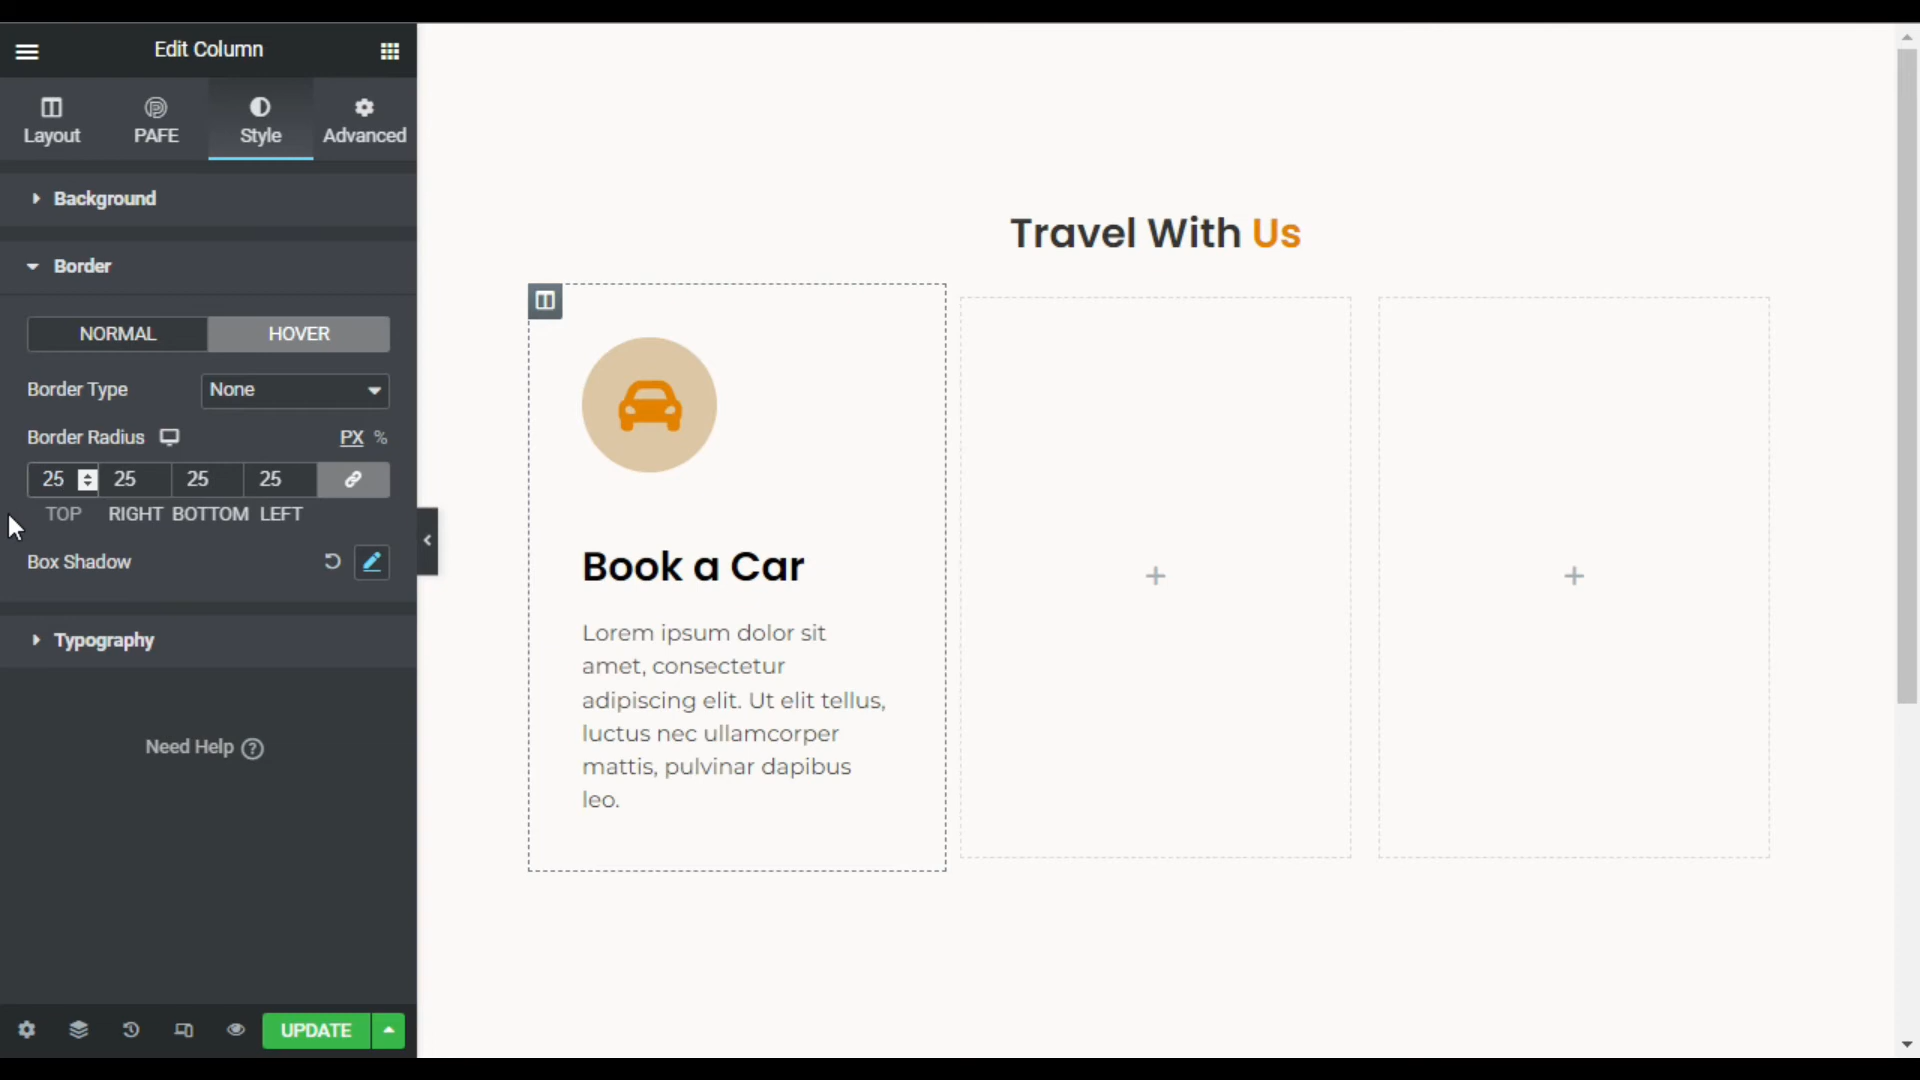 Edit Column
Layout
PAFE
Style
Advanced
Background
Border
NORMAL
HOVER
Border Type
None
Border Radius
PX
%
25
25
25
25
TOP
RIGHT
BOTTOM
LEFT
Box Shadow
Typography
Need Help
UPDATE
Travel With Us
Book a Car
Lorem ipsum dolor sit
amet, consectetur
adipiscing elit. Ut elit tellus,
luctus nec ullamcorper
mattis, pulvinar dapibus
leo.